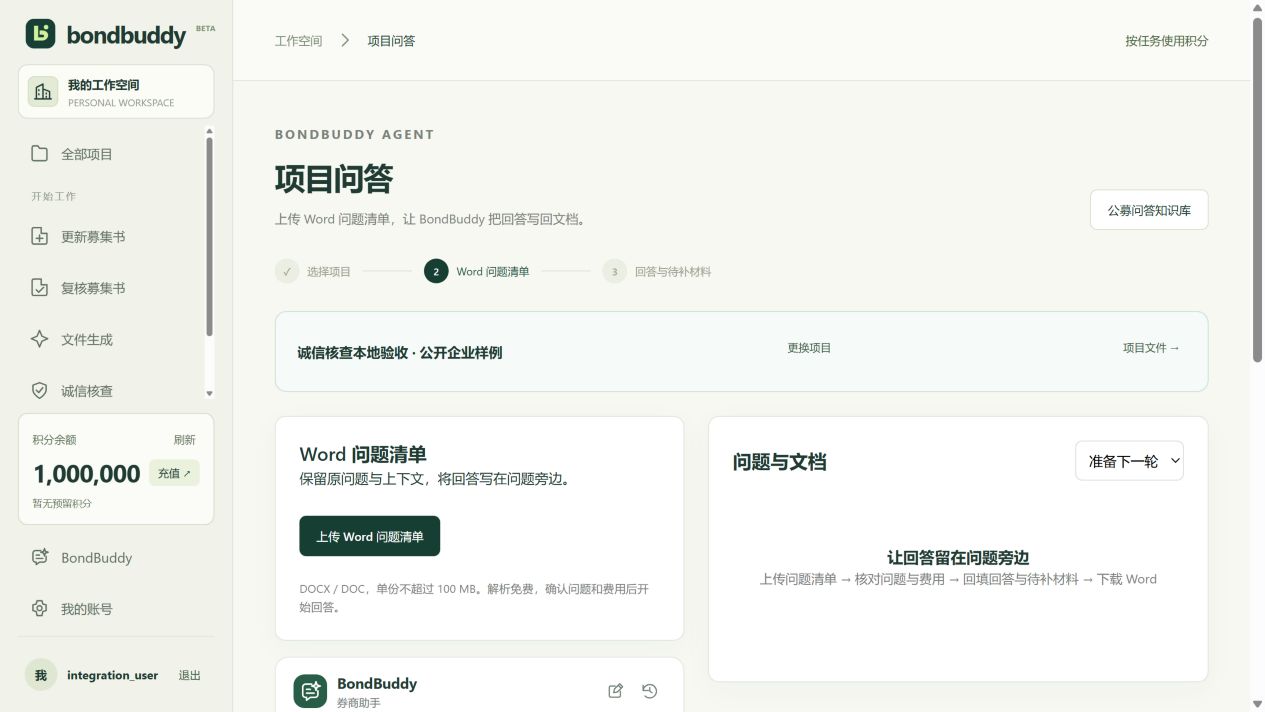 bondbuddy BETA
我的工作空间
PERSONAL WORKSPACE
全部项目
开始工作
更新募集书
复核募集书
文件生成
诚信核查
积分余额 刷新
1,000,000 充值 ↗
暂无预留积分
BondBuddy
我的账号
我 integration_user 退出
工作空间 项目问答 按任务使用积分
BONDBUDDY AGENT
项目问答
上传 Word 问题清单，让 BondBuddy 把回答写回文档。
公募问答知识库
✓ 选择项目 2 Word 问题清单 3 回答与待补材料
诚信核查本地验收 · 公开企业样例 更换项目 项目文件 →
Word 问题清单
保留原问题与上下文，将回答写在问题旁边。
上传 Word 问题清单
DOCX / DOC，单份不超过 100 MB。解析免费，确认问题和费用后开
始回答。
BondBuddy
券商助手
问题与文档 准备下一轮
让回答留在问题旁边
上传问题清单 → 核对问题与费用 → 回填回答与待补材料 → 下载 Word